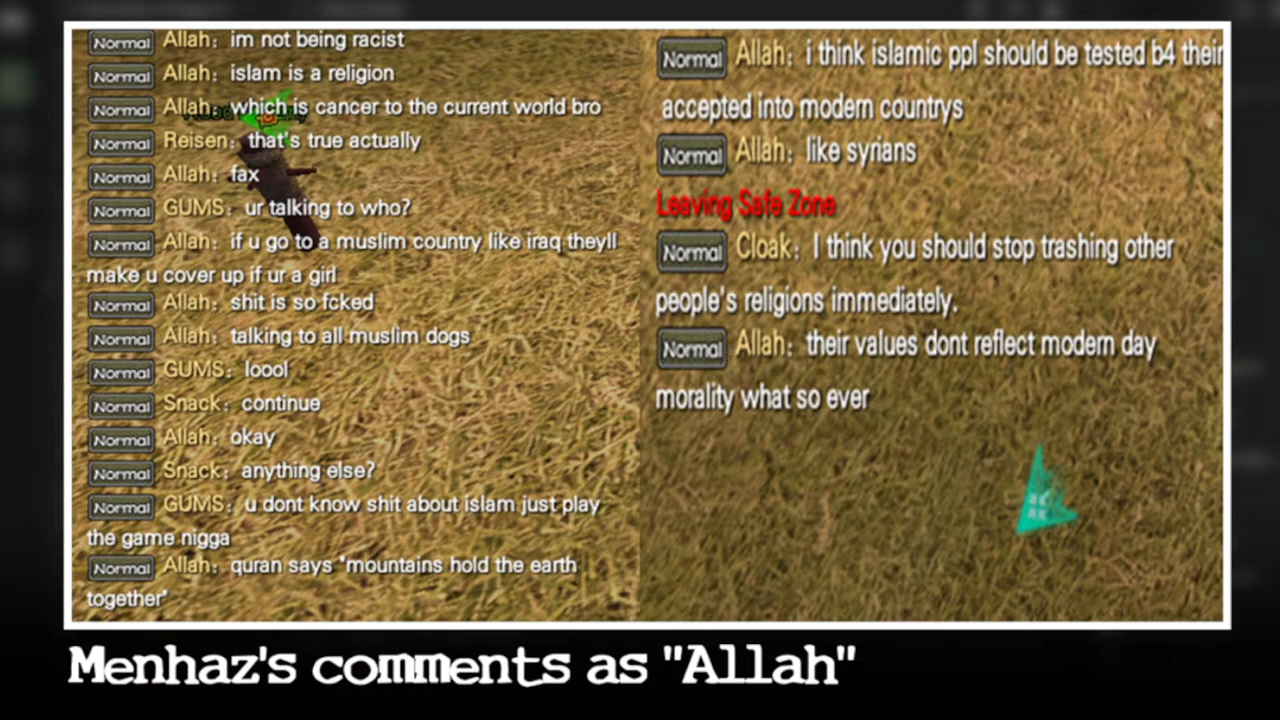 Normal Allah: im not being racist
Normal Allah: islam is a religion
Normal Allah: which is cancer to the current world bro
Normal Reisen: that's true actually
Normal Allah: fax
Normal GUMS: ur talking to who?
Normal Allah: if u go to a muslim country like iraq theyll
make u cover up if ur a girl
Normal Allah: shit is so fcked
Normal Allah: talking to all muslim dogs
Normal GUMS: loool
Normal Snack: continue
Normal Allah: okay
Normal Snack: anything else?
Normal GUMS: u dont know shit about islam just play
the game nigga
Normal Allah: quran says "mountains hold the earth
together"
Normal Allah: i think islamic ppl should be tested b4 their
accepted into modern countrys
Normal Allah: like syrians
Leaving Safe Zone
Normal Cloak: I think you should stop trashing other
people's religions immediately.
Normal Allah: their values dont reflect modern day
morality what so ever
Menhaz's comments as "Allah"